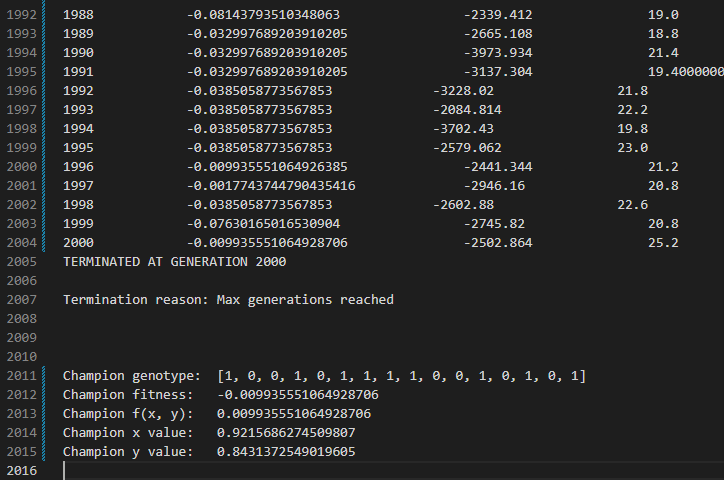 1992 1988 -0.08143793510348063 -2339.412 19.0
1993 1989 -0.032997689203910205 -2665.108 18.8
1994 1990 -0.032997689203910205 -3973.934 21.4
1995 1991 -0.032997689203910205 -3137.304 19.4000000
1996 1992 -0.0385058773567853 -3228.02 21.8
1997 1993 -0.0385058773567853 -2084.814 22.2
1998 1994 -0.0385058773567853 -3702.43 19.8
1999 1995 -0.0385058773567853 -2579.062 23.0
2000 1996 -0.009935551064926385 -2441.344 21.2
2001 1997 -0.0017743744790435416 -2946.16 20.8
2002 1998 -0.0385058773567853 -2602.88 22.6
2003 1999 -0.07630165016530904 -2745.82 20.8
2004 2000 -0.009935551064928706 -2502.864 25.2
2005 TERMINATED AT GENERATION 2000
2006
2007 Termination reason: Max generations reached
2008
2009
2010
2011 Champion genotype: [1, 0, 0, 1, 0, 1, 1, 1, 1, 0, 0, 1, 0, 1, 0, 1]
2012 Champion fitness: -0.009935551064928706
2013 Champion f(x, y): 0.009935551064928706
2014 Champion x value: 0.9215686274509807
2015 Champion y value: 0.8431372549019605
2016